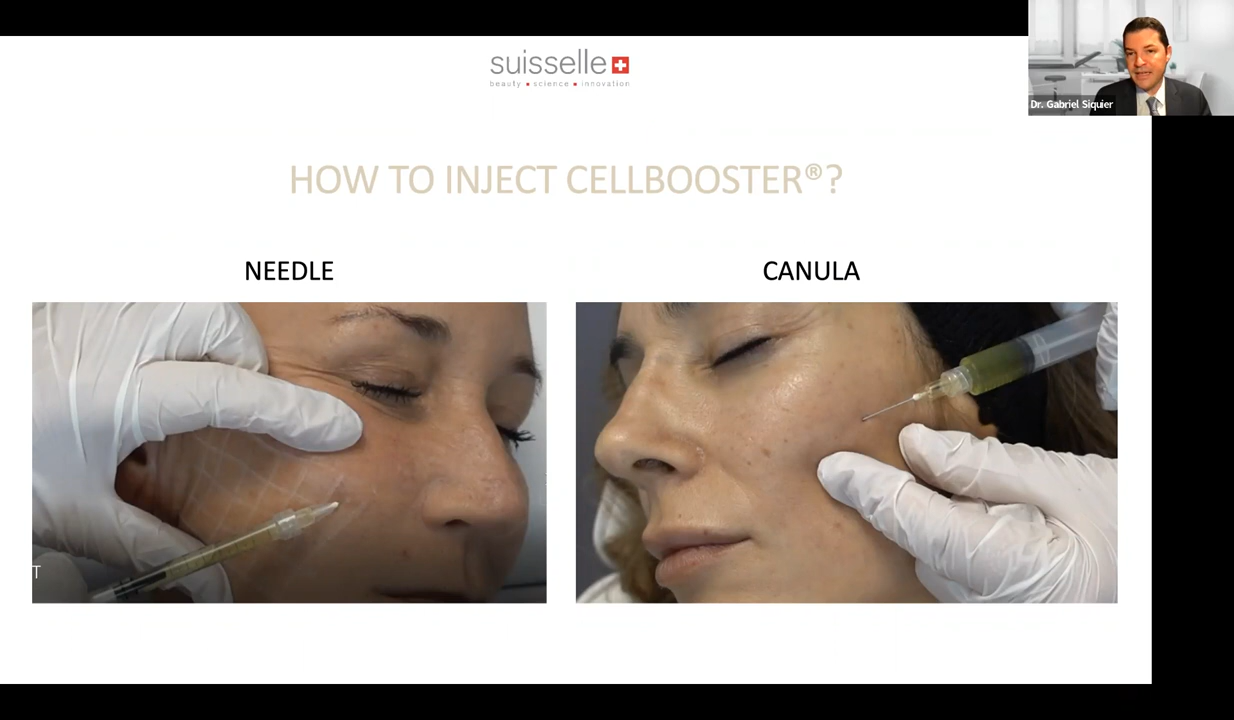 suisselle
beauty • science • innovation
Dr. Gabriel Siquier
HOW TO INJECT CELLBOOSTER®?
NEEDLE
CANULA
T